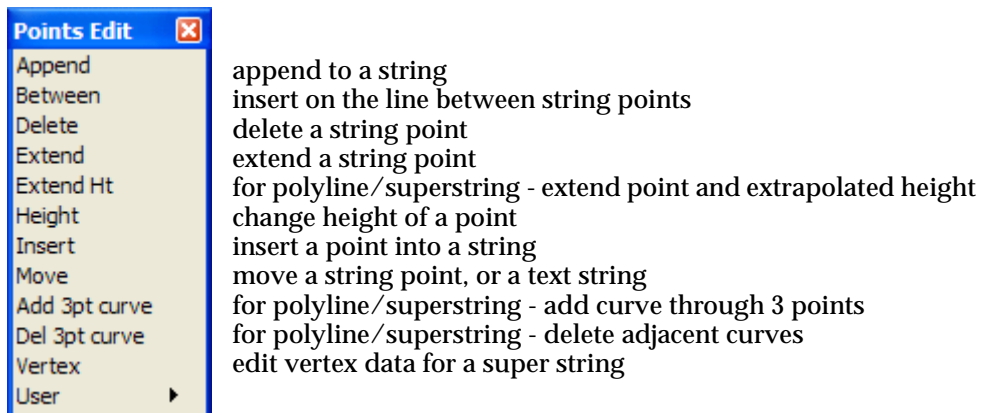 Points Edit
Append append to a string
Between insert on the line between string points
Delete delete a string point
Extend extend a string point
Extend Ht for polyline/superstring - extend point and extrapolated height
Height change height of a point
Insert insert a point into a string
Move move a string point, or a text string
Add 3pt curve for polyline/superstring - add curve through 3 points
Del 3pt curve for polyline/superstring - delete adjacent curves
Vertex edit vertex data for a super string
User